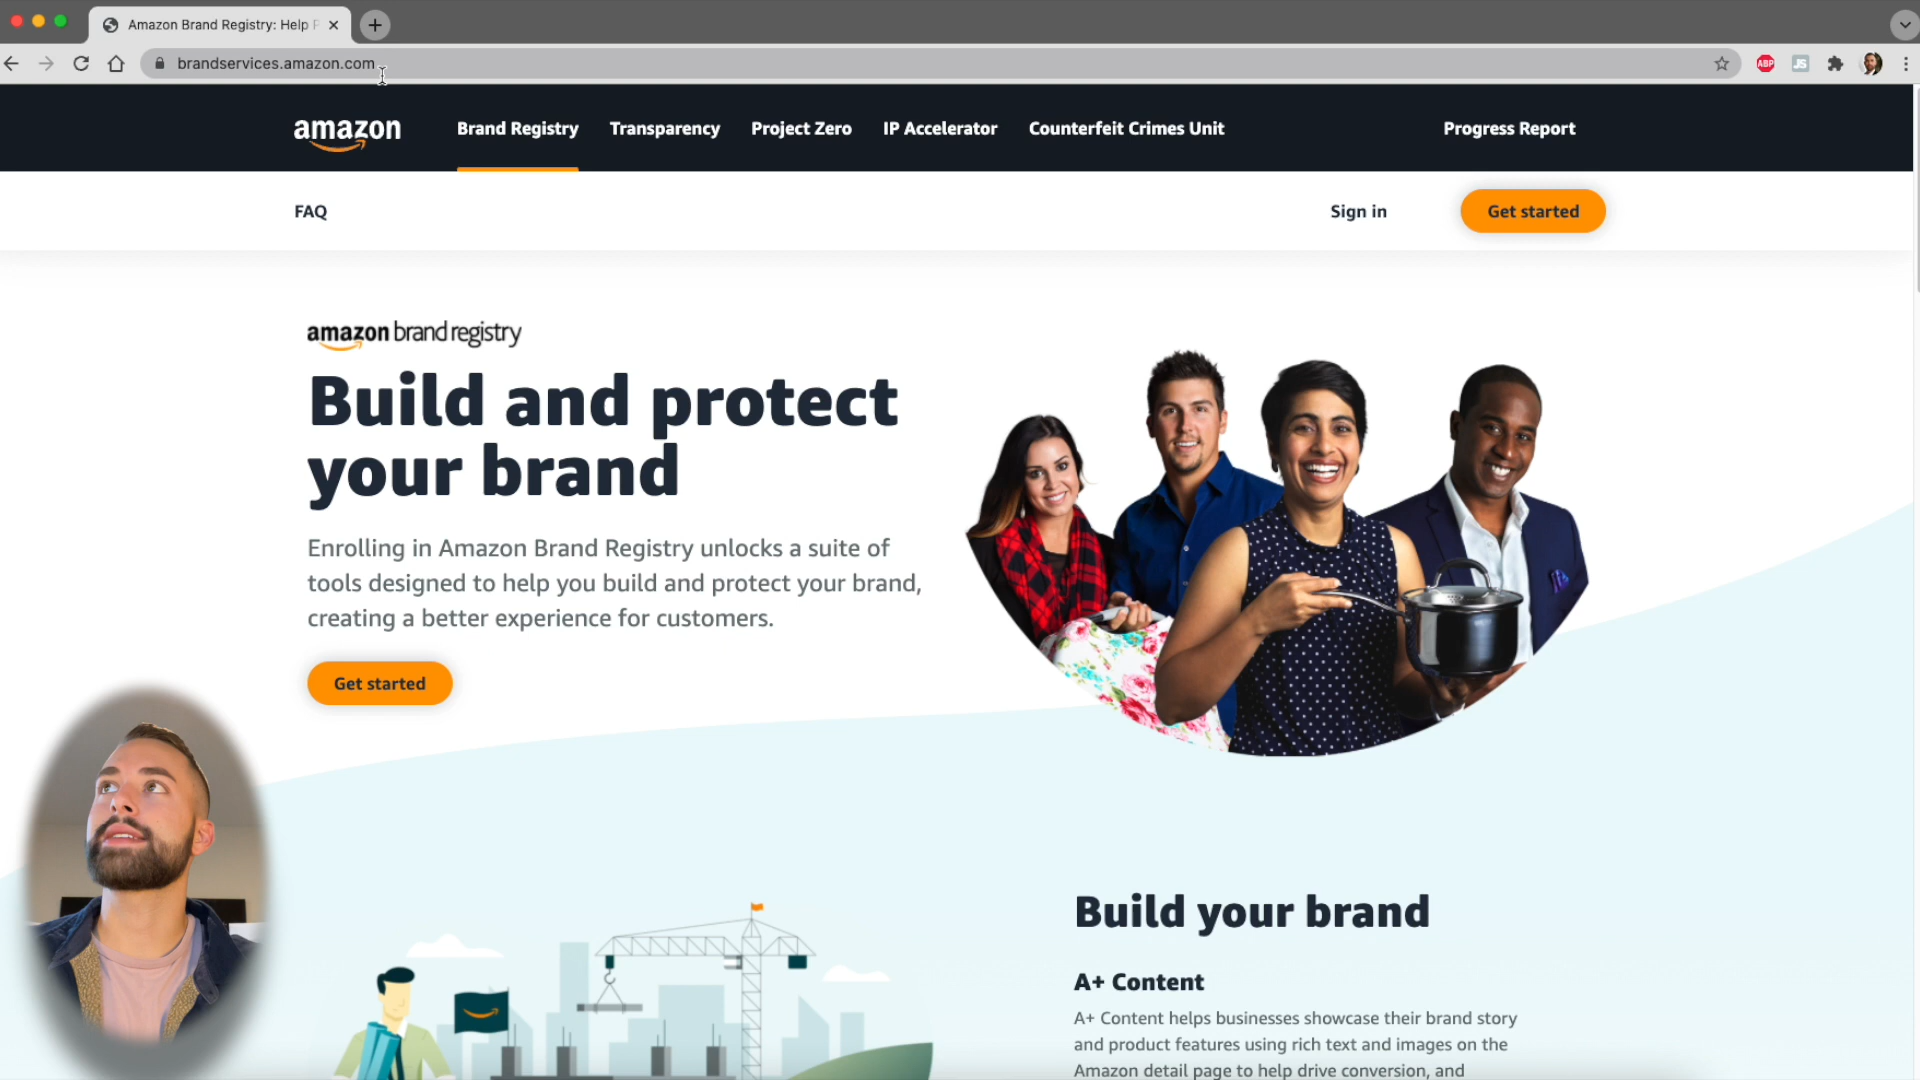 Amazon Brand Registry: Help
brandservices.amazon.com
ABP
JS
amazon
Brand Registry
Transparency
Project Zero
IP Accelerator
Counterfeit Crimes Unit
Progress Report
FAQ
Sign in
Get started
amazon brand registry
Build and protect
your brand
Enrolling in Amazon Brand Registry unlocks a suite of
tools designed to help you build and protect your brand,
creating a better experience for customers.
Get started
Build your brand
A+ Content
A+ Content helps businesses showcase their brand story
and product features using rich text and images on the
Amazon detail page to help drive conversion, and